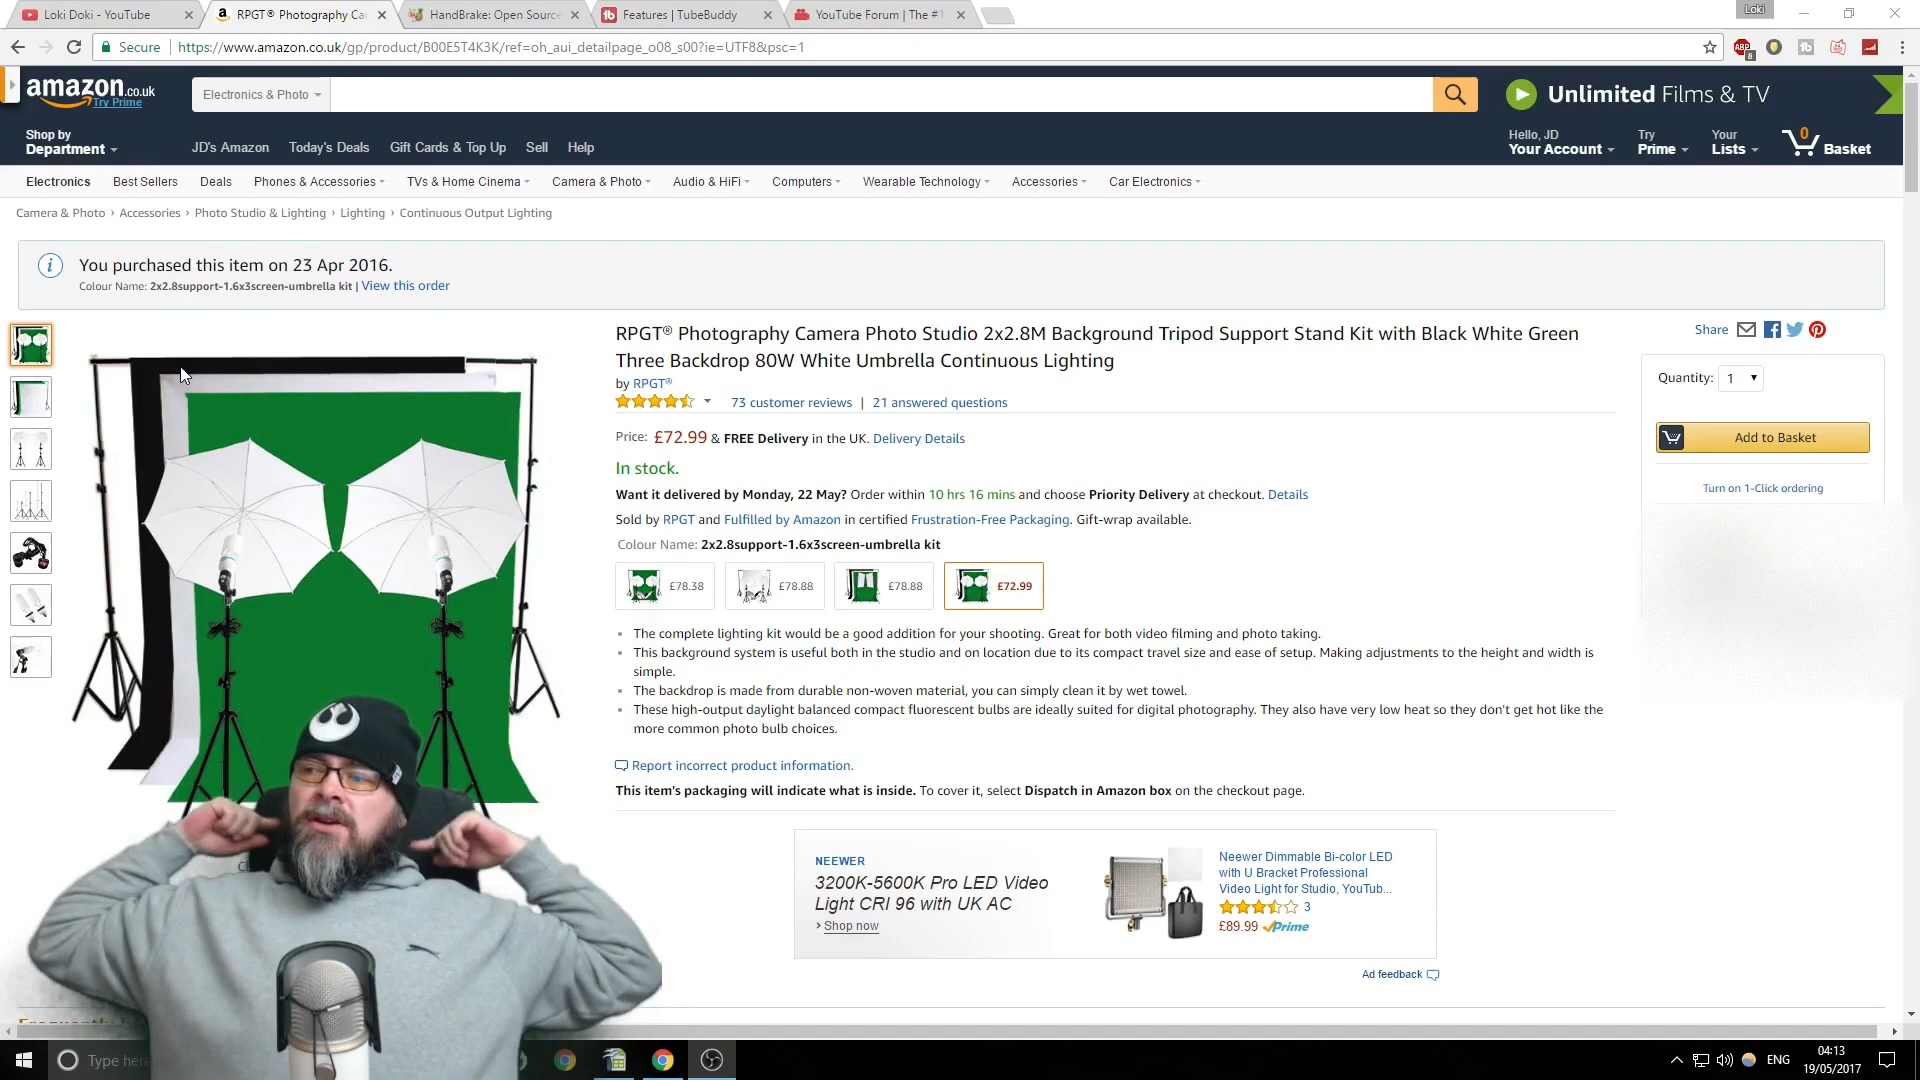 Loki Doki - YouTube
RPGT® Photography Ca
HandBrake: Open Source
Features | TubeBuddy
YouTube Forum | The #1
Loki
Secure
https://www.amazon.co.uk/gp/product/B00E5T4K3K/ref=oh_aui_detailpage_o08_s00?ie=UTF8&psc=1
ABP
8
amazon.co.uk
Try Prime
Electronics & Photo
Unlimited Films & TV
Shop by
Department
JD's Amazon
Today's Deals
Gift Cards & Top Up
Sell
Help
Hello, JD
Your Account
Try
Prime
Your
Lists
0
Basket
Electronics
Best Sellers
Deals
Phones & Accessories
TVs & Home Cinema
Camera & Photo
Audio & HiFi
Computers
Wearable Technology
Accessories
Car Electronics
Camera & Photo › Accessories › Photo Studio & Lighting › Lighting › Continuous Output Lighting
You purchased this item on 23 Apr 2016.
Colour Name: 2x2.8support-1.6x3screen-umbrella kit | View this order
RPGT® Photography Camera Photo Studio 2x2.8M Background Tripod Support Stand Kit with Black White Green
Three Backdrop 80W White Umbrella Continuous Lighting
by RPGT®
73 customer reviews | 21 answered questions
Price: £72.99 & FREE Delivery in the UK. Delivery Details
In stock.
Want it delivered by Monday, 22 May? Order within 10 hrs 16 mins and choose Priority Delivery at checkout. Details
Sold by RPGT and Fulfilled by Amazon in certified Frustration-Free Packaging. Gift-wrap available.
Colour Name: 2x2.8support-1.6x3screen-umbrella kit
£78.38
£78.88
£78.88
£72.99
The complete lighting kit would be a good addition for your shooting. Great for both video filming and photo taking.
This background system is useful both in the studio and on location due to its compact travel size and ease of setup. Making adjustments to the height and width is
simple.
The backdrop is made from durable non-woven material, you can simply clean it by wet towel.
These high-output daylight balanced compact fluorescent bulbs are ideally suited for digital photography. They also have very low heat so they don't get hot like the
more common photo bulb choices.
Report incorrect product information.
This item's packaging will indicate what is inside. To cover it, select Dispatch in Amazon box on the checkout page.
Share
Quantity: 1
Add to Basket
Turn on 1-Click ordering
NEEWER
3200K-5600K Pro LED Video
Light CRI 96 with UK AC
› Shop now
Neewer Dimmable Bi-color LED
with U Bracket Professional
Video Light for Studio, YouTub...
3
£89.99 Prime
Ad feedback
Type here
ENG
04:13
19/05/2017